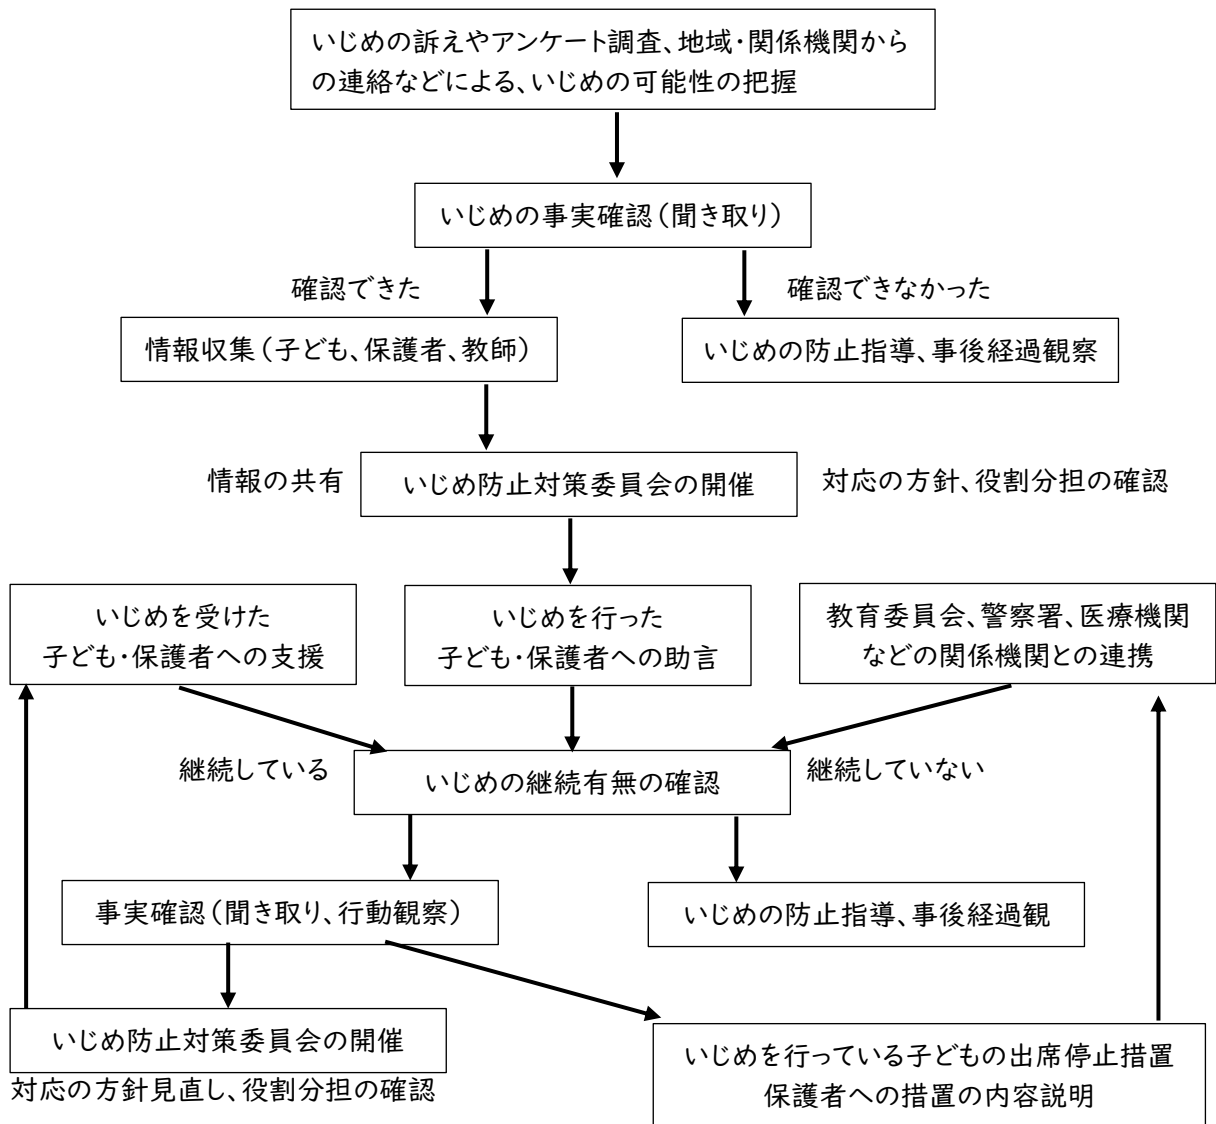 いじめの訴えやアンケート調査、地域・関係機関から
の連絡などによる、いじめの可能性の把握
いじめの事実確認(聞き取り)
確認できた
確認できなかった
情報収集(子ども、保護者、教師)
いじめの防止指導、事後経過観察
情報の共有
いじめ防止対策委員会の開催
対応の方針、役割分担の確認
いじめを受けた
子ども・保護者への支援
いじめを行った
子ども・保護者への助言
教育委員会、警察署、医療機関
などの関係機関との連携
継続している
いじめの継続有無の確認
継続していない
事実確認(聞き取り、行動観察)
いじめの防止指導、事後経過観
いじめ防止対策委員会の開催
対応の方針見直し、役割分担の確認
いじめを行っている子どもの出席停止措置
保護者への措置の内容説明